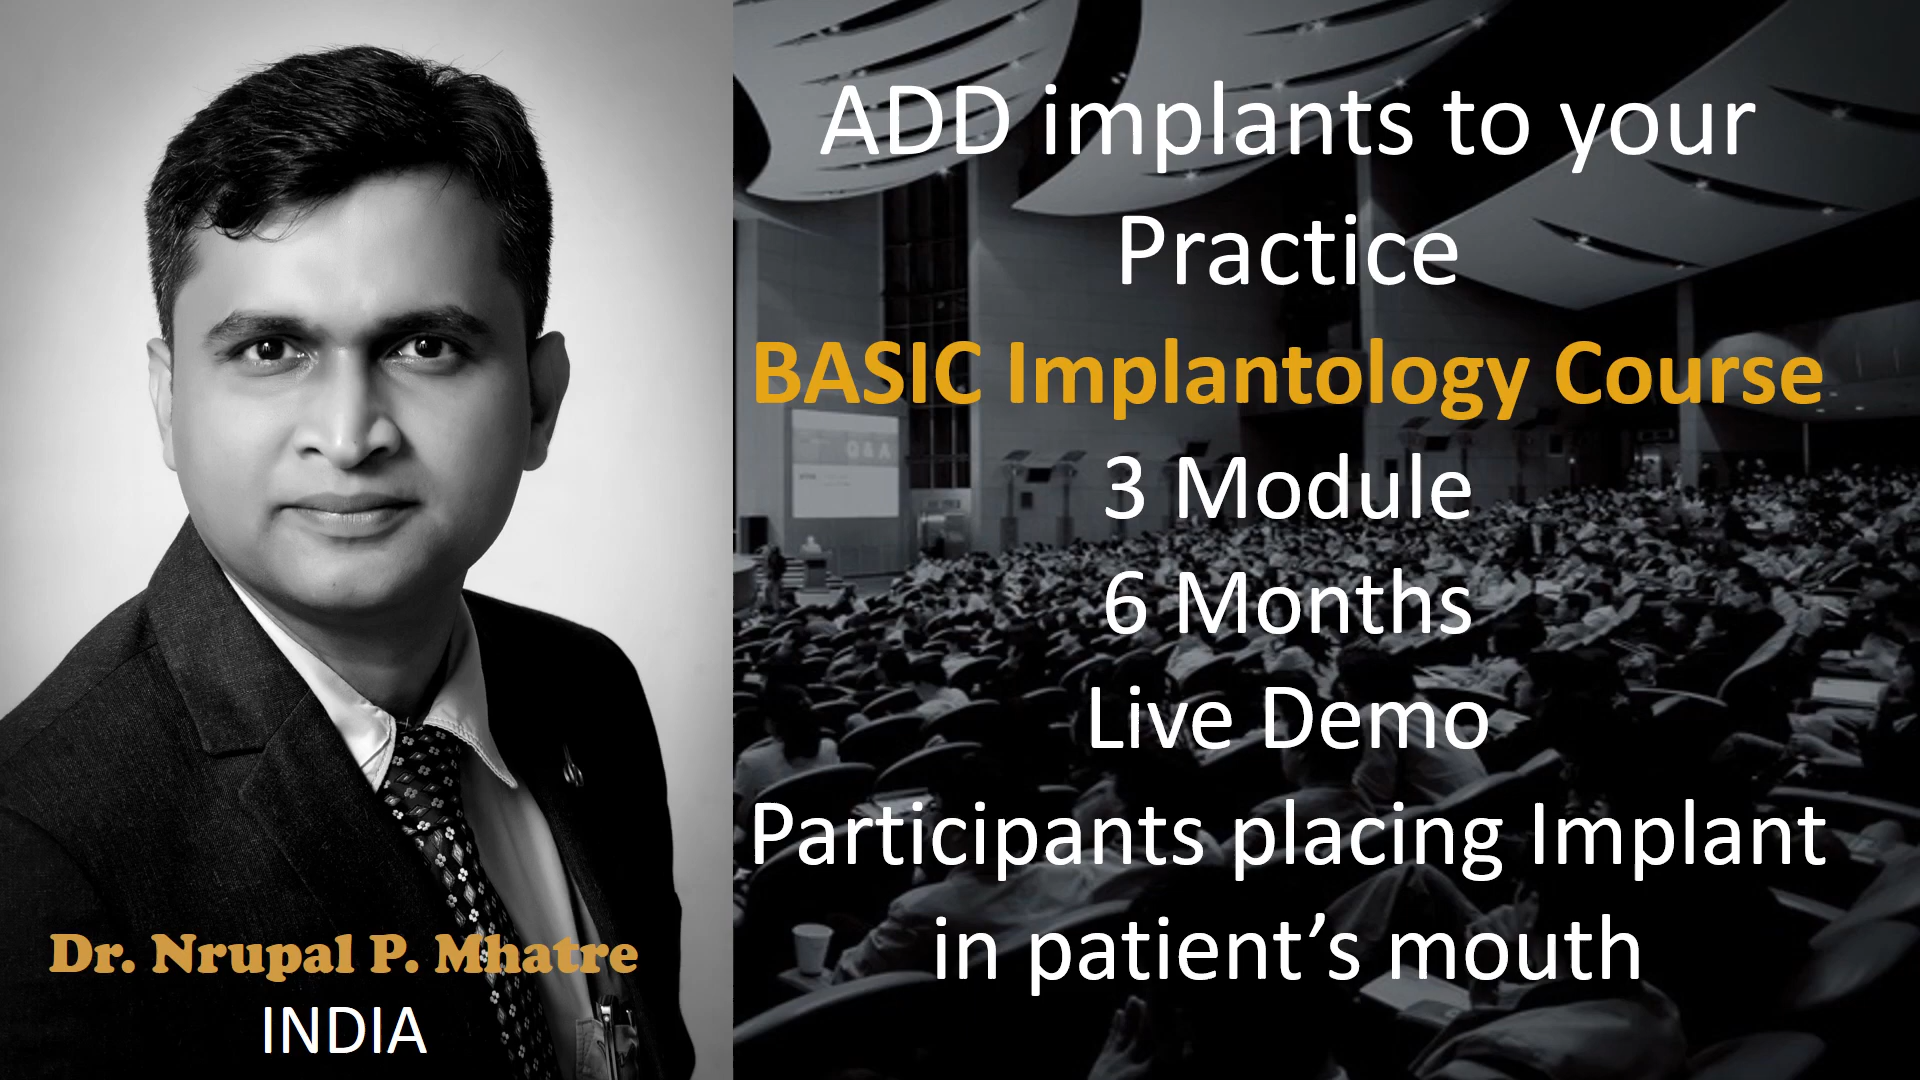 ADD implants to your
Practice
BASIC Implantology Course
3 Module
6 Months
Live Demo
Participants placing Implant
in patient’s mouth
Dr. Nrupal P. Mhatre
INDIA
Q & A